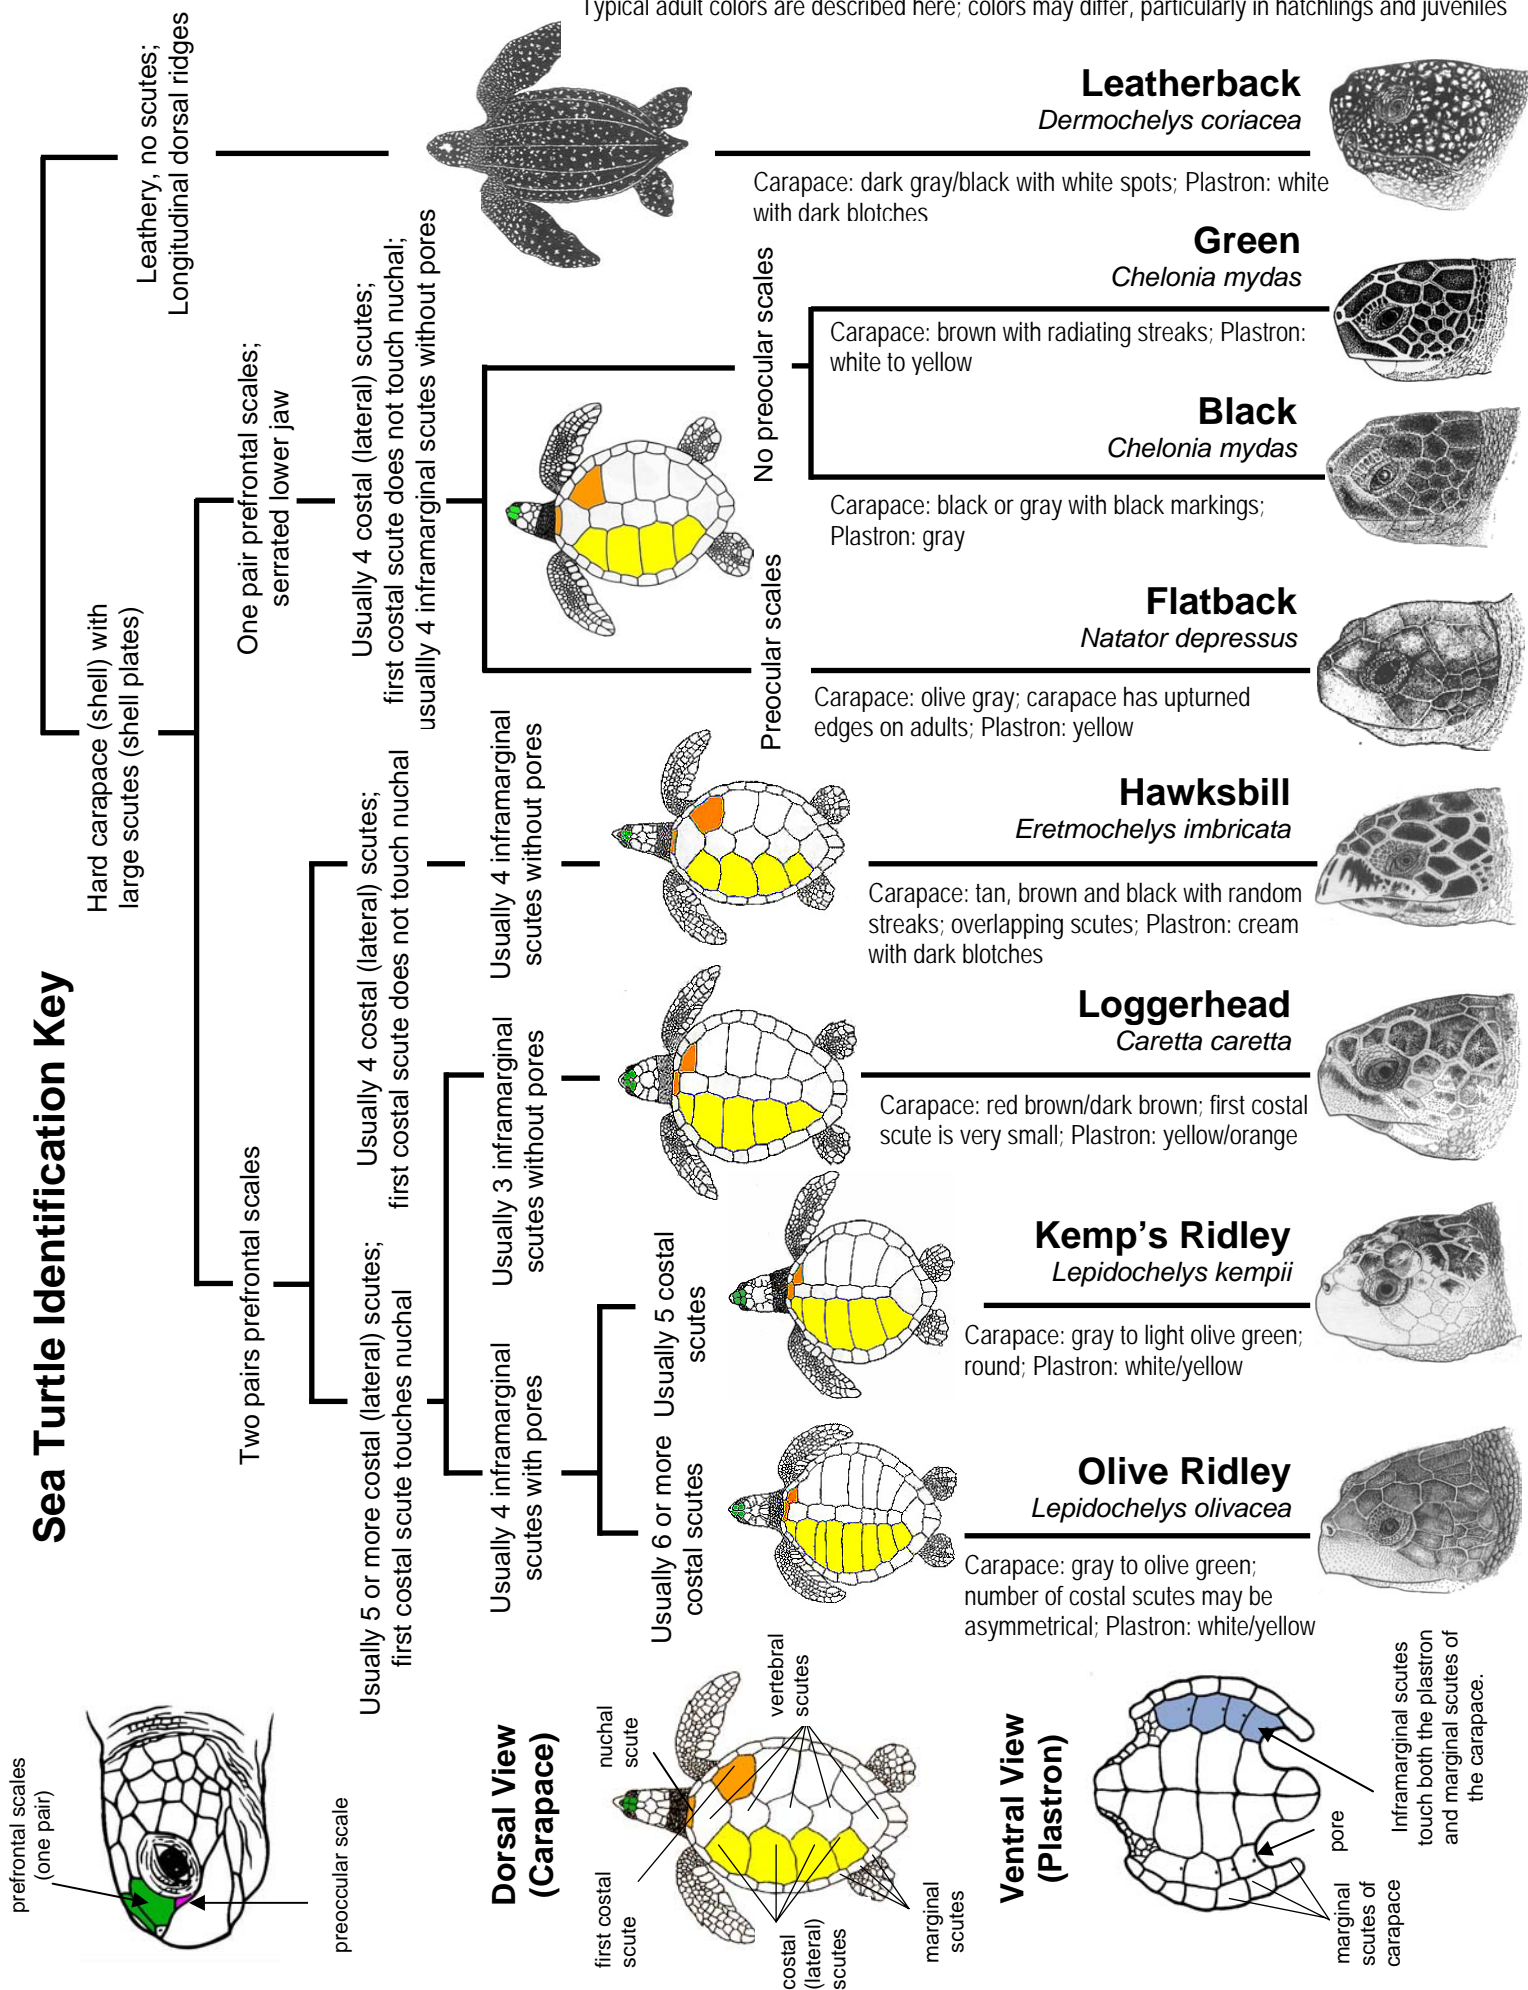 Typical adult colors are described here; colors may differ, particularly in hatchlings and juveniles
Sea Turtle Identification Key
Hard carapace (shell) with
large scutes (shell plates)
Leathery, no scutes;
Longitudinal dorsal ridges
Two pairs prefrontal scales
One pair prefrontal scales;
serrated lower jaw
Usually 5 or more costal (lateral) scutes;
first costal scute touches nuchal
Usually 4 costal (lateral) scutes;
first costal scute does not touch nuchal
Usually 4 costal (lateral) scutes;
first costal scute does not touch nuchal;
usuallly 4 inframarginal scutes without pores
Usually 4 inframarginal
scutes with pores
Usually 3 inframarginal
scutes without pores
Usually 4 inframarginal
scutes without pores
Usually 6 or more
costal scutes
Usually 5 costal
scutes
Preocular scales
No preocular scales
Leatherback
Dermochelys coriacea
Carapace: dark gray/black with white spots; Plastron: white
with dark blotches
Green
Chelonia mydas
Carapace: brown with radiating streaks; Plastron:
white to yellow
Black
Chelonia mydas
Carapace: black or gray with black markings;
Plastron: gray
Flatback
Natator depressus
Carapace: olive gray; carapace has upturned
edges on adults; Plastron: yellow
Hawksbill
Eretmochelys imbricata
Carapace: tan, brown and black with random
streaks; overlapping scutes; Plastron: cream
with dark blotches
Loggerhead
Caretta caretta
Carapace: red brown/dark brown; first costal
scute is very small; Plastron: yellow/orange
Kemp's Ridley
Lepidochelys kempii
Carapace: gray to light olive green;
round; Plastron: white/yellow
Olive Ridley
Lepidochelys olivacea
Carapace: gray to olive green;
number of costal scutes may be
asymmetrical; Plastron: white/yellow
prefrontal scales
(one pair)
preoccular scale
Dorsal View
(Carapace)
nuchal
scute
vertebral
scutes
first costal
scute
costal
(lateral)
scutes
marginal
scutes
Ventral View
(Plastron)
pore
marginal
scutes of
carapace
Inframarginal scutes
touch both the plastron
and marginal scutes of
the carapace.